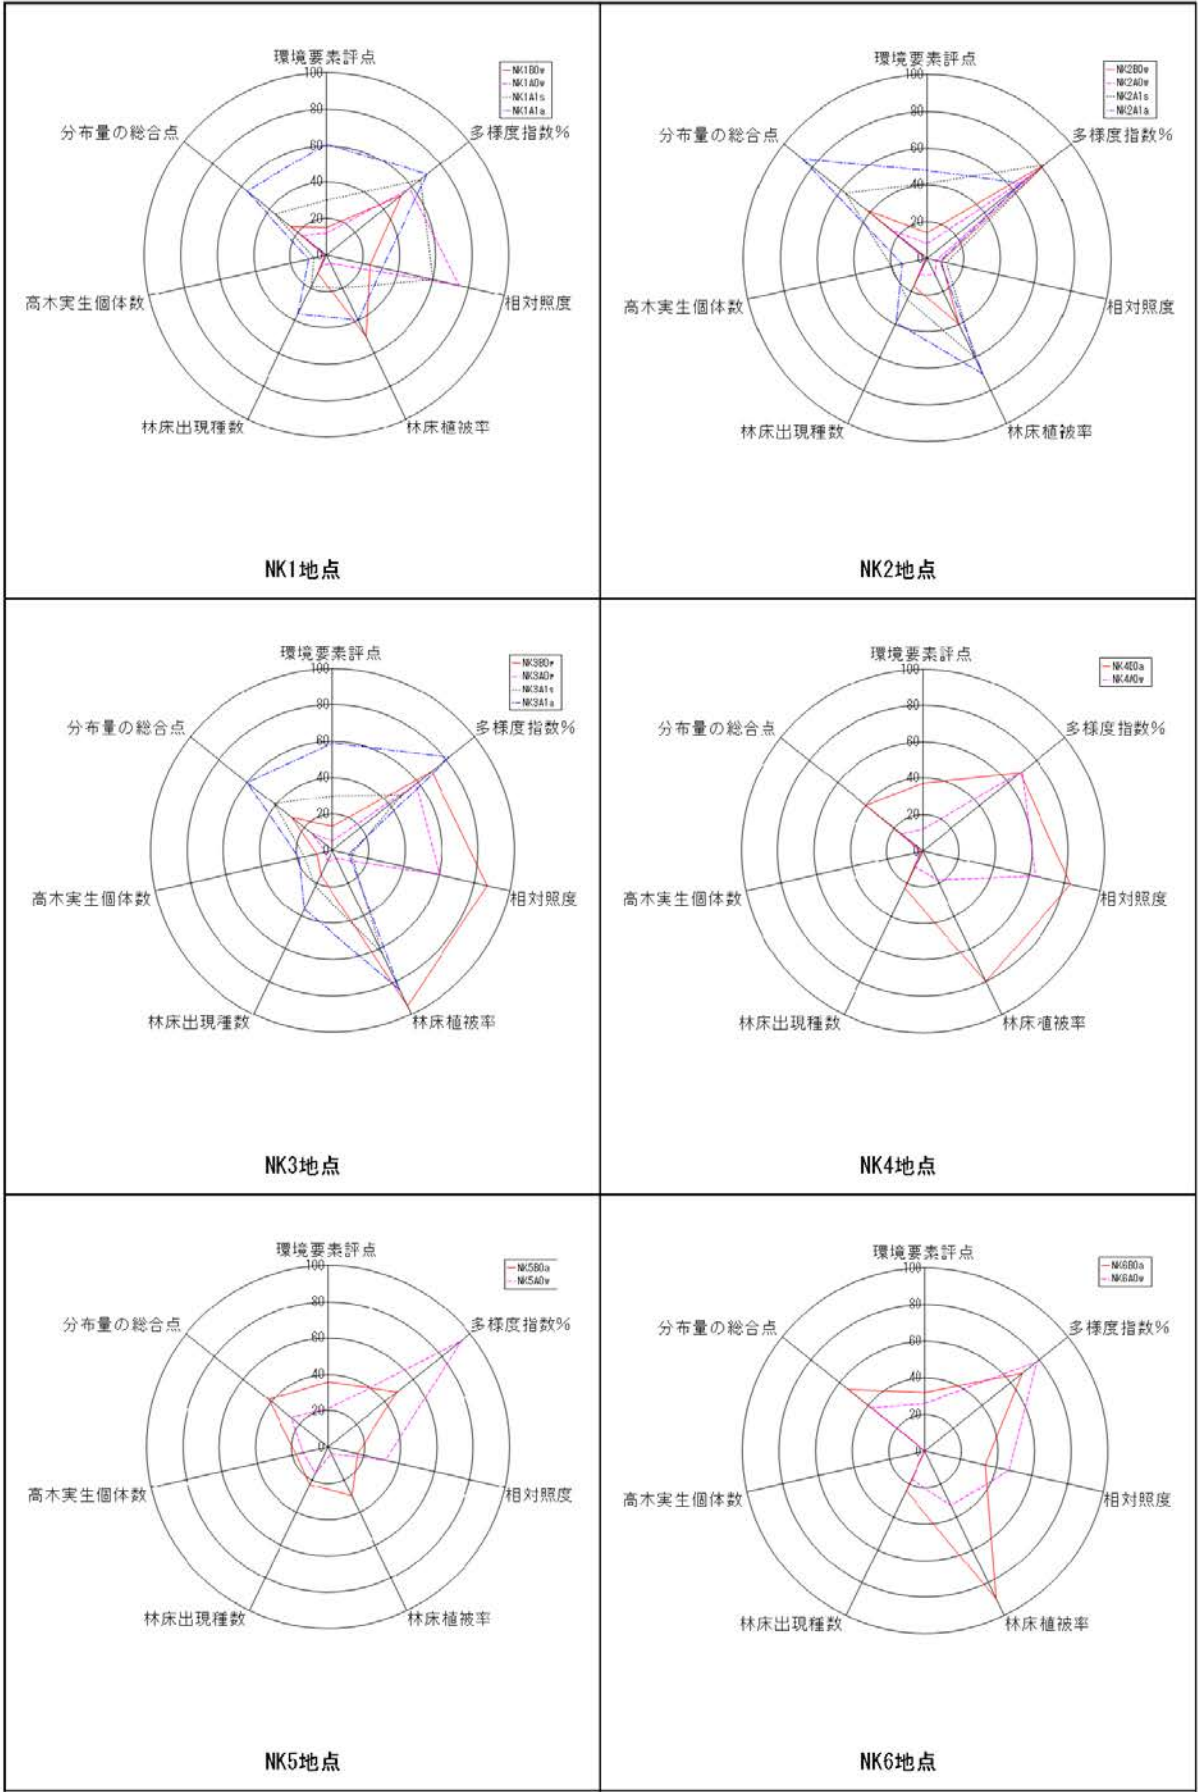 環境要素評点
NK1B0w
NK1A0w
NK1A1s
NK1A1a
100
80
60
40
20
0
分布量の総合点
多様度指数%
高木実生個体数
相対照度
林床出現種数
林床植被率
NK1地点
環境要素評点
NK2B0w
NK2A0w
NK2A1s
NK2A1a
100
80
60
40
20
0
分布量の総合点
多様度指数%
高木実生個体数
相対照度
林床出現種数
林床植被率
NK2地点
環境要素評点
NK3B0w
NK3A0w
NK3A1s
NK3A1a
100
80
60
40
20
0
分布量の総合点
多様度指数%
高木実生個体数
相対照度
林床出現種数
林床植被率
NK3地点
環境要素評点
NK4B0a
NK4A0w
100
80
60
40
20
0
分布量の総合点
多様度指数%
高木実生個体数
相対照度
林床出現種数
林床植被率
NK4地点
環境要素評点
NK5B0a
NK5A0w
100
80
60
40
20
0
分布量の総合点
多様度指数%
高木実生個体数
相対照度
林床出現種数
林床植被率
NK5地点
環境要素評点
NK6B0a
NK6A0w
100
80
60
40
20
0
分布量の総合点
多様度指数%
高木実生個体数
相対照度
林床出現種数
林床植被率
NK6地点